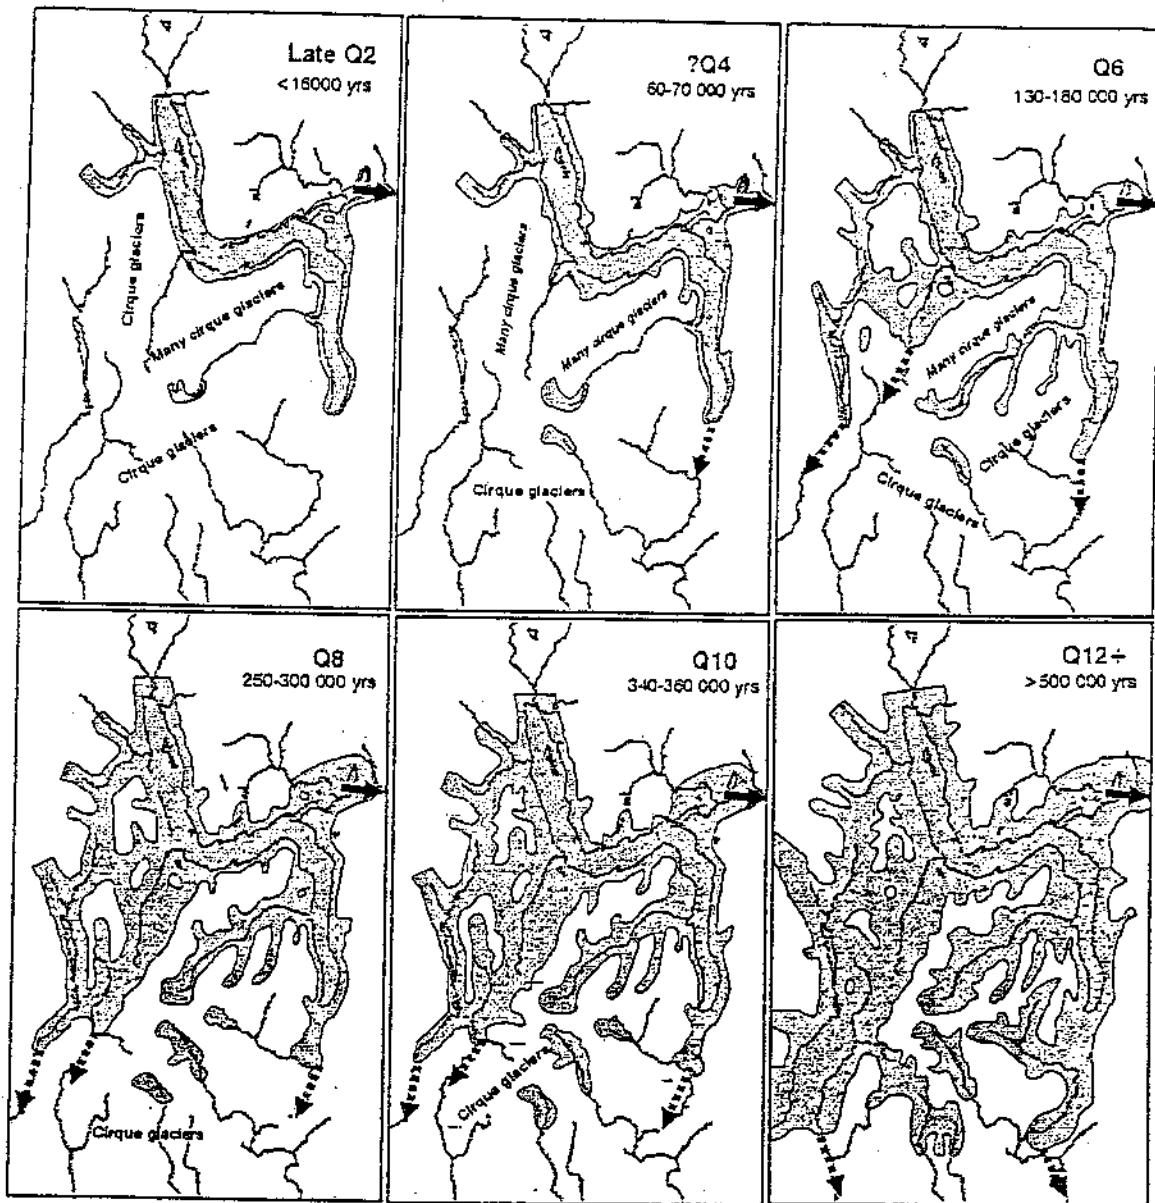 Late Q2
<16000 yrs
Cirque glaciers
Many cirque glaciers
Cirque glaciers
?Q4
60-70 000 yrs
Many cirque glaciers
Many cirque glaciers
Cirque glaciers
Q6
130-180 000 yrs
Many cirque glaciers
Cirque glaciers
Cirque glaciers
Q8
250-300 000 yrs
Cirque glaciers
Q10
340-360 000 yrs
Cirque glaciers
Q12+
>500 000 yrs